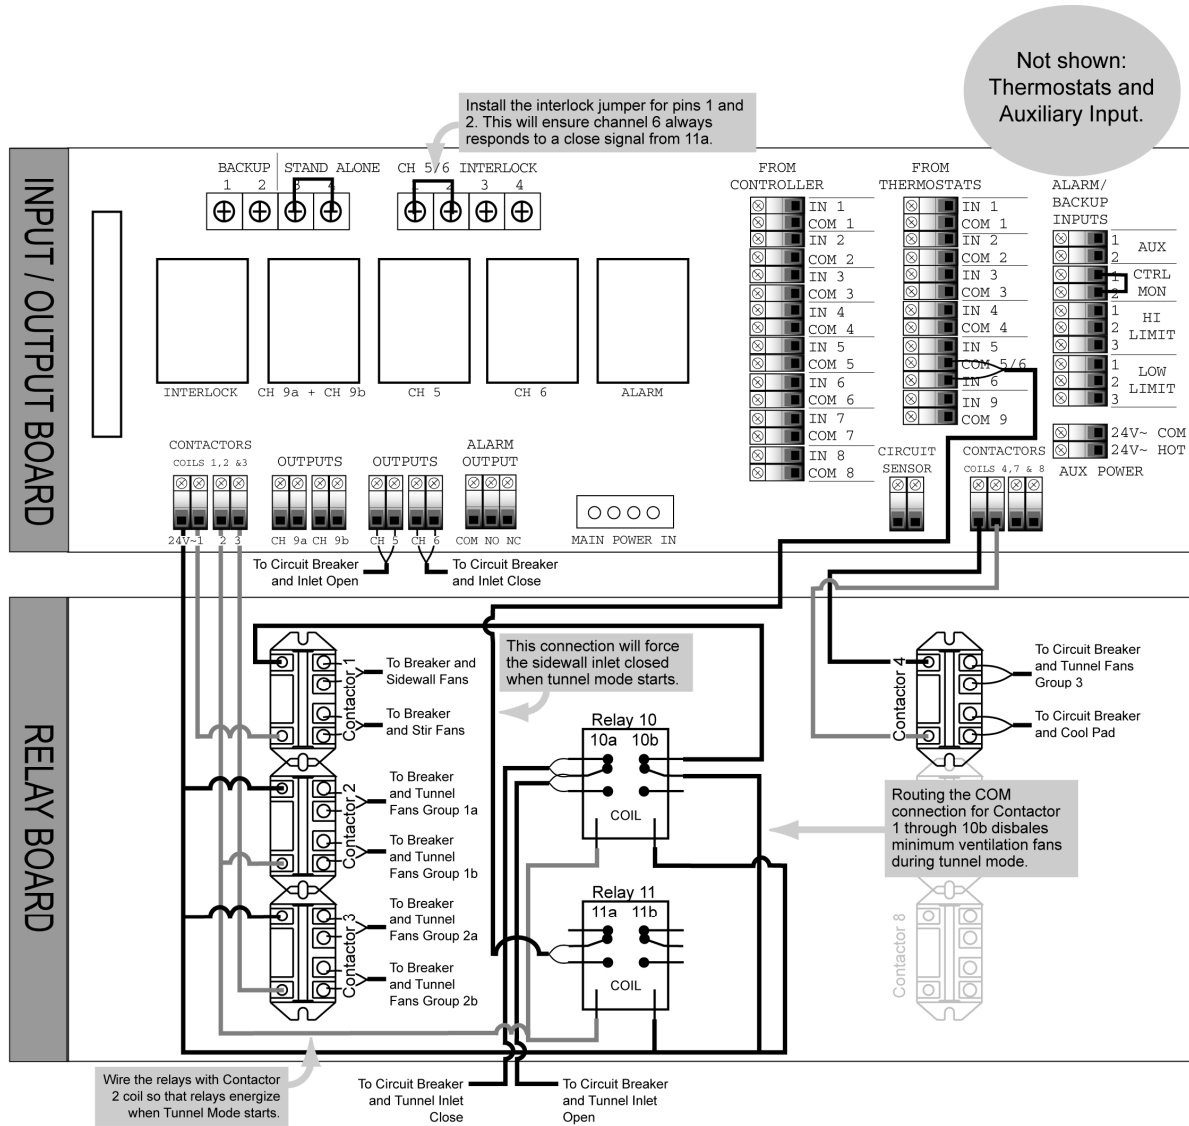 Not shown:
Thermostats and
Auxiliary Input.
Install the interlock jumper for pins 1 and
2. This will ensure channel 6 always
responds to a close signal from 11a.
INPUT / OUTPUT BOARD
BACKUP STAND ALONE
1 2 3 4
CH 5/6 INTERLOCK
1 2 3 4
INTERLOCK
CH 9a + CH 9b
CH 5
CH 6
ALARM
FROM
CONTROLLER
IN 1
COM 1
IN 2
COM 2
IN 3
COM 3
IN 4
COM 4
IN 5
COM 5
IN 6
COM 6
IN 7
COM 7
IN 8
COM 8
FROM
THERMOSTATS
IN 1
COM 1
IN 2
COM 2
IN 3
COM 3
IN 4
COM 4
IN 5
COM 5/6
IN 6
IN 9
COM 9
ALARM/
BACKUP
INPUTS
1
2
AUX
1
2
CTRL
MON
1
2
3
HI
LIMIT
1
2
3
LOW
LIMIT
24V~ COM
24V~ HOT
AUX POWER
CONTACTORS
COILS 1,2 &3
24V~1 2 3
OUTPUTS
CH 9a CH 9b
OUTPUTS
CH 5 CH 6
ALARM
OUTPUT
COM NO NC
MAIN POWER IN
CIRCUIT
SENSOR
CONTACTORS
COILS 4,7 & 8
To Circuit Breaker
and Inlet Open
To Circuit Breaker
and Inlet Close
RELAY BOARD
Contactor 1
To Breaker and
Sidewall Fans
To Breaker
and Stir Fans
Contactor 2
To Breaker
and Tunnel
Fans Group 1a
To Breaker
and Tunnel
Fans Group 1b
Contactor 3
To Breaker
and Tunnel
Fans Group 2a
To Breaker
and Tunnel
Fans Group 2b
This connection will force
the sidewall inlet closed
when tunnel mode starts.
Relay 10
10a 10b
COIL
Relay 11
11a 11b
COIL
Contactor 4
To Circuit Breaker
and Tunnel Fans
Group 3
To Circuit Breaker
and Cool Pad
Routing the COM
connection for Contactor
1 through 10b disbales
minimum ventilation fans
during tunnel mode.
Contactor 8
Wire the relays with Contactor
2 coil so that relays energize
when Tunnel Mode starts.
To Circuit Breaker
and Tunnel Inlet
Close
To Circuit Breaker
and Tunnel Inlet
Open